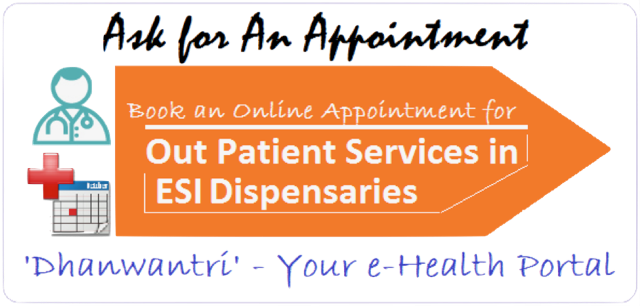 Ask for An Appointment
Book an Online Appointment for
Out Patient Services in
ESI Dispensaries
'Dhanwantri' - Your e-Health Portal